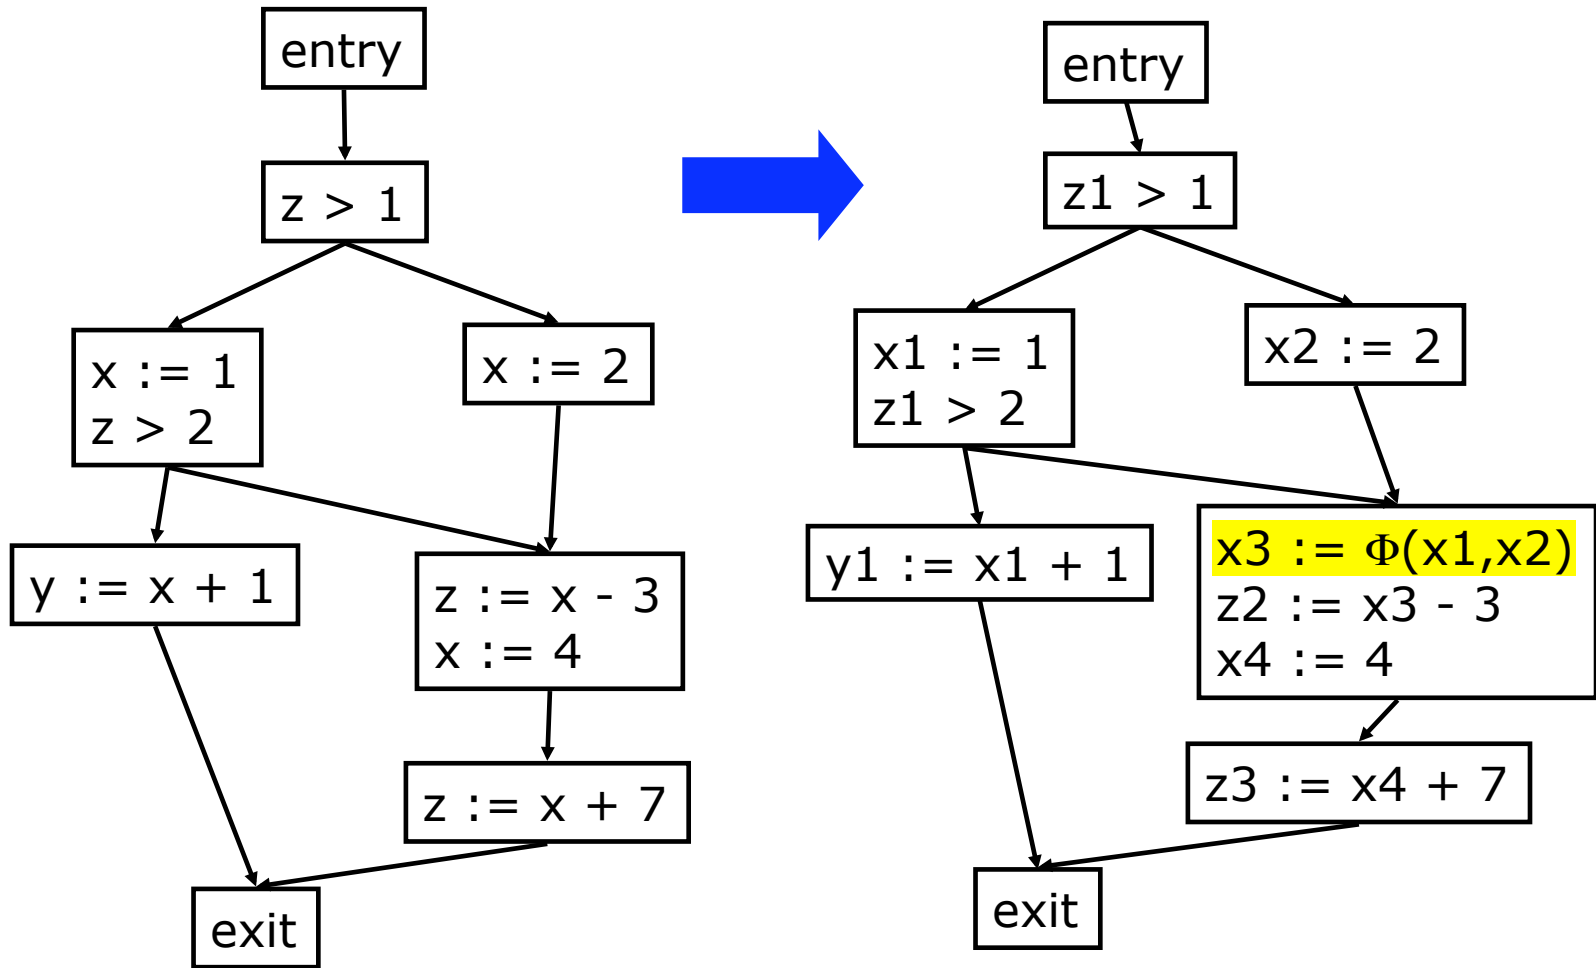 entry
z > 1
x := 1
z > 2
x := 2
y := x + 1
z := x - 3
x := 4
z := x + 7
exit
entry
z1 > 1
x1 := 1
z1 > 2
x2 := 2
y1 := x1 + 1
x3 := Φ(x1,x2)
z2 := x3 - 3
x4 := 4
z3 := x4 + 7
exit